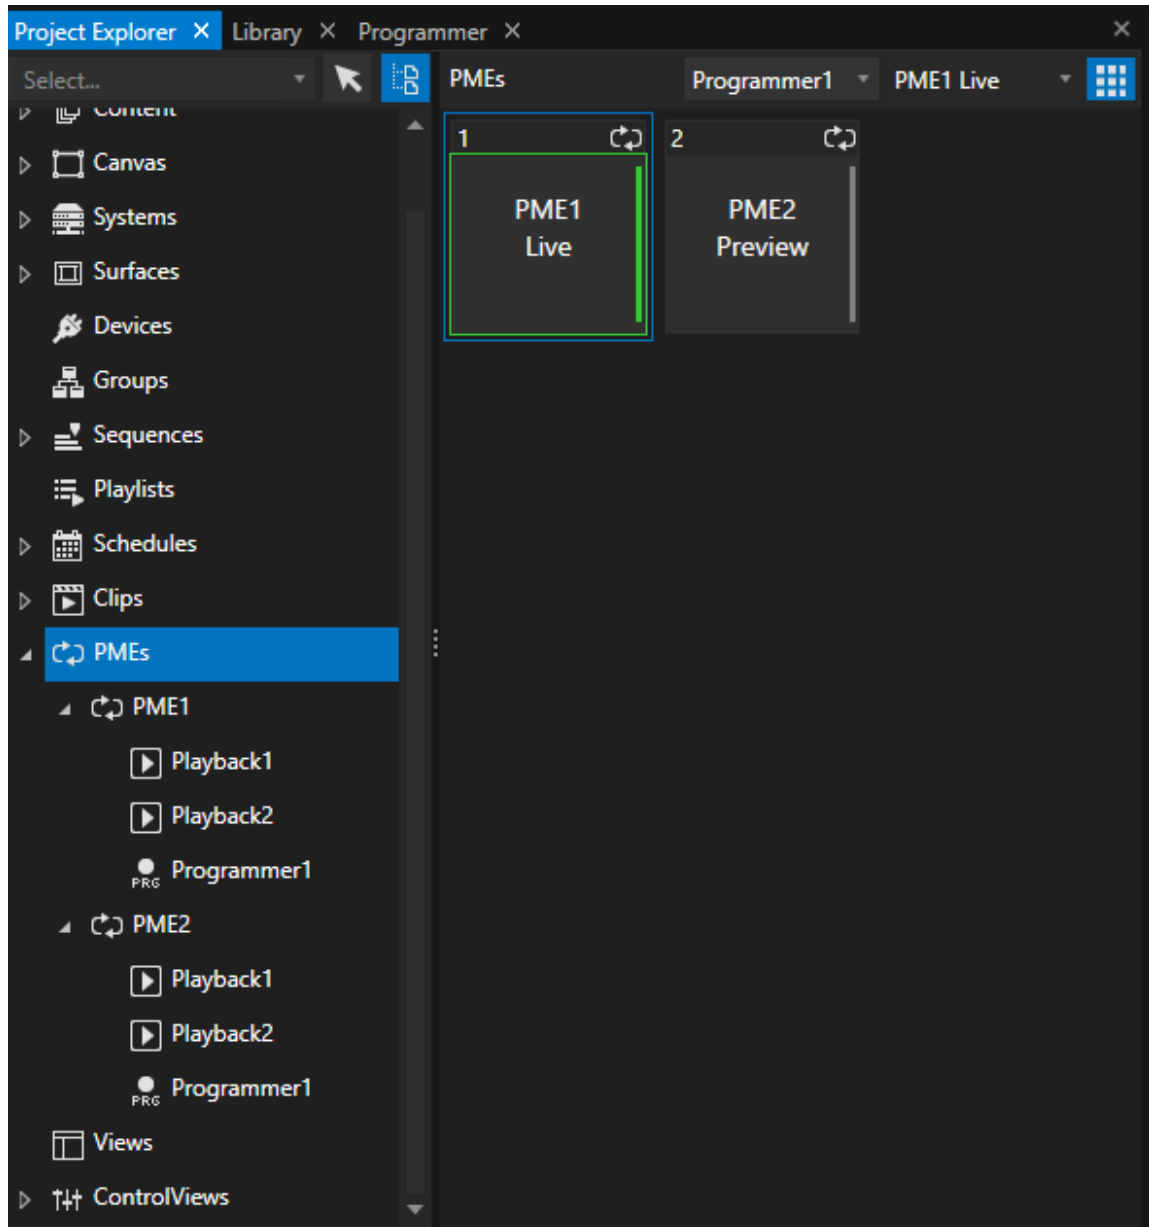 Project Explorer Library Programmer
Select... PMEs Programmer1 PME1 Live
Content
Canvas
Systems
Surfaces
Devices
Groups
Sequences
Playlists
Schedules
Clips
PMEs
PME1
Playback1
Playback2
PRG Programmer1
PME2
Playback1
Playback2
PRG Programmer1
Views
ControlViews
1
PME1
Live
2
PME2
Preview